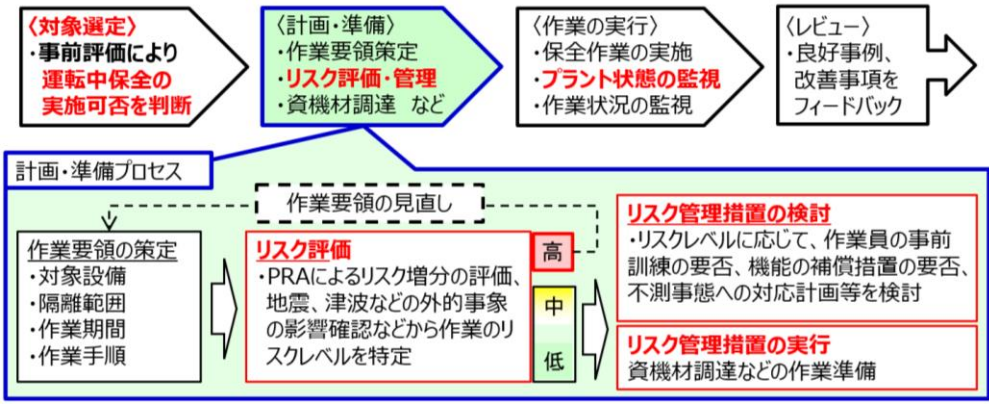 〈対象選定〉
・事前評価により
運転中保全の
実施可否を判断
〈計画・準備〉
・作業要領策定
・リスク評価・管理
・資機材調達 など
〈作業の実行〉
・保全作業の実施
・プラント状態の監視
・作業状況の監視
〈レビュー〉
・良好事例、
改善事項を
フィードバック
計画・準備プロセス
作業要領の見直し
作業要領の策定
・対象設備
・隔離範囲
・作業期間
・作業手順
リスク評価
・PRAによるリスク増分の評価、
地震、津波などの外的事象
の影響確認などから作業のリ
スクレベルを特定
高
中
低
リスク管理措置の検討
・リスクレベルに応じて、作業員の事前
訓練の要否、機能の補償措置の要否、
不測事態への対応計画等を検討
リスク管理措置の実行
資機材調達などの作業準備